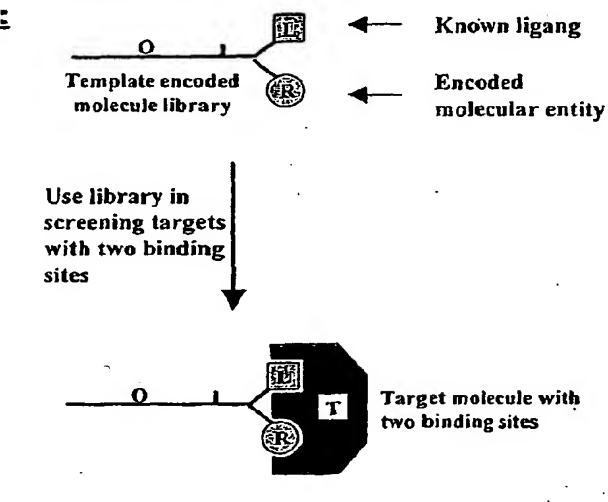 L
Known ligang
O I
Template encoded
molecule library
R
Encoded
molecular entity
Use library in
screening targets
with two binding
sites
L
O I
T
R
Target molecule with
two binding sites